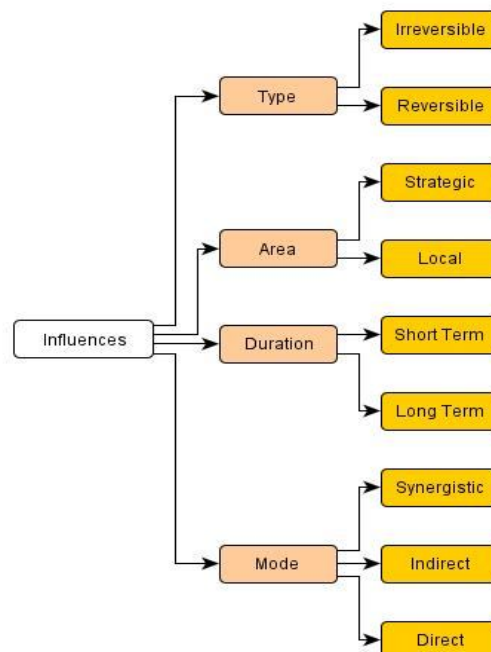 Irreversible
Type
Reversible
Strategic
Area
Local
Influences
Duration
Short Term
Long Term
Synergistic
Mode
Indirect
Direct